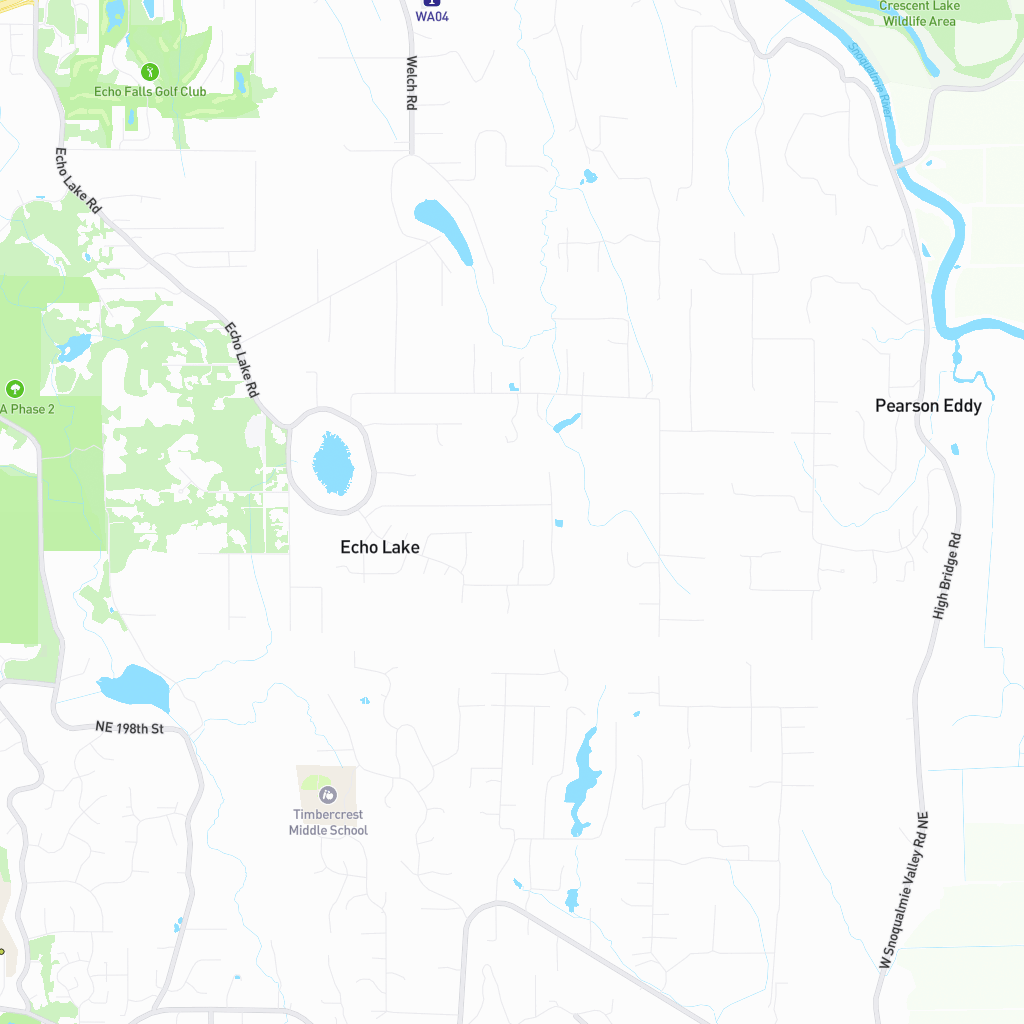 WA04
Crescent Lake
Wildlife Area
Snoqualmie River
Welch Rd
Echo Falls Golf Club
Echo Lake Rd
Echo Lake Rd
A Phase 2
Pearson Eddy
Echo Lake
High Bridge Rd
NE 198th St
Timbercrest
Middle School
W Snoqualmie Valley Rd NE